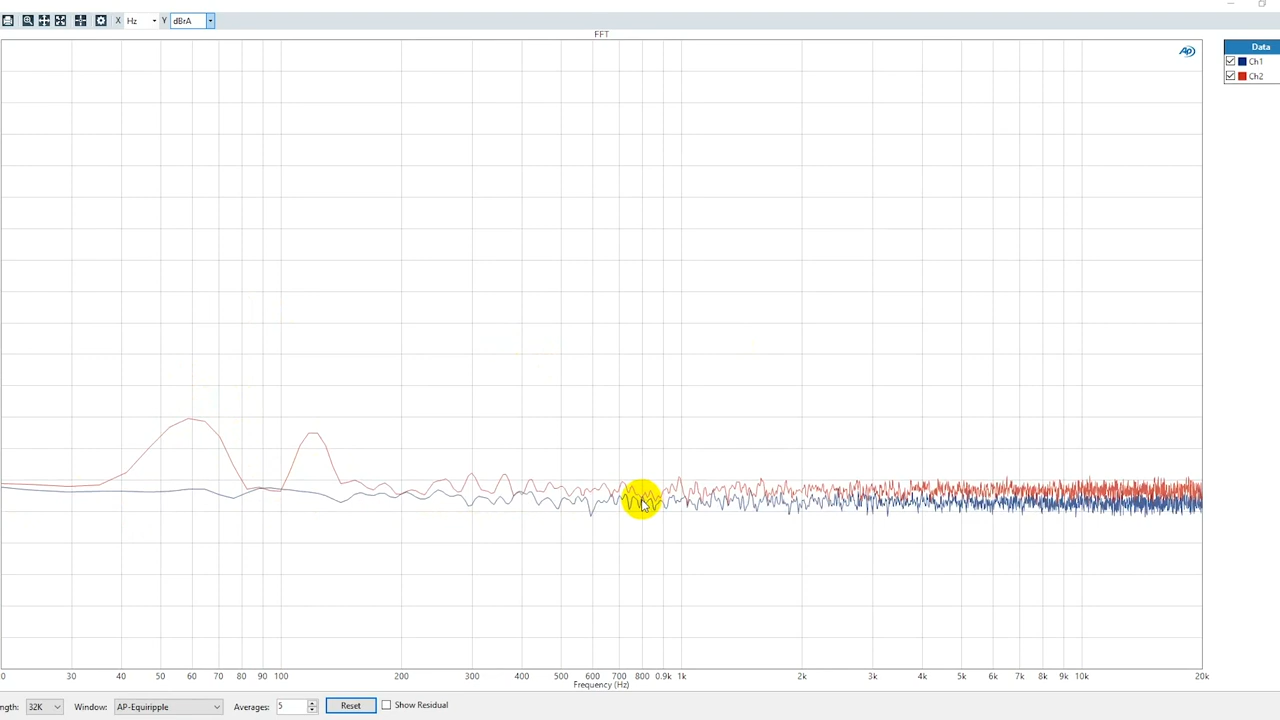 X Hz Y dBrA
FFT
AP
Data
Ch1
Ch2
30 40 50 60 70 80 90 100 200 300 400 500 600 700 800 0.9k 1k 2k 3k 4k 5k 6k 7k 8k 9k 10k 20k
Frequency (Hz)
ngth: 32K Window: AP-Equiripple Averages: 5 Reset Show Residual